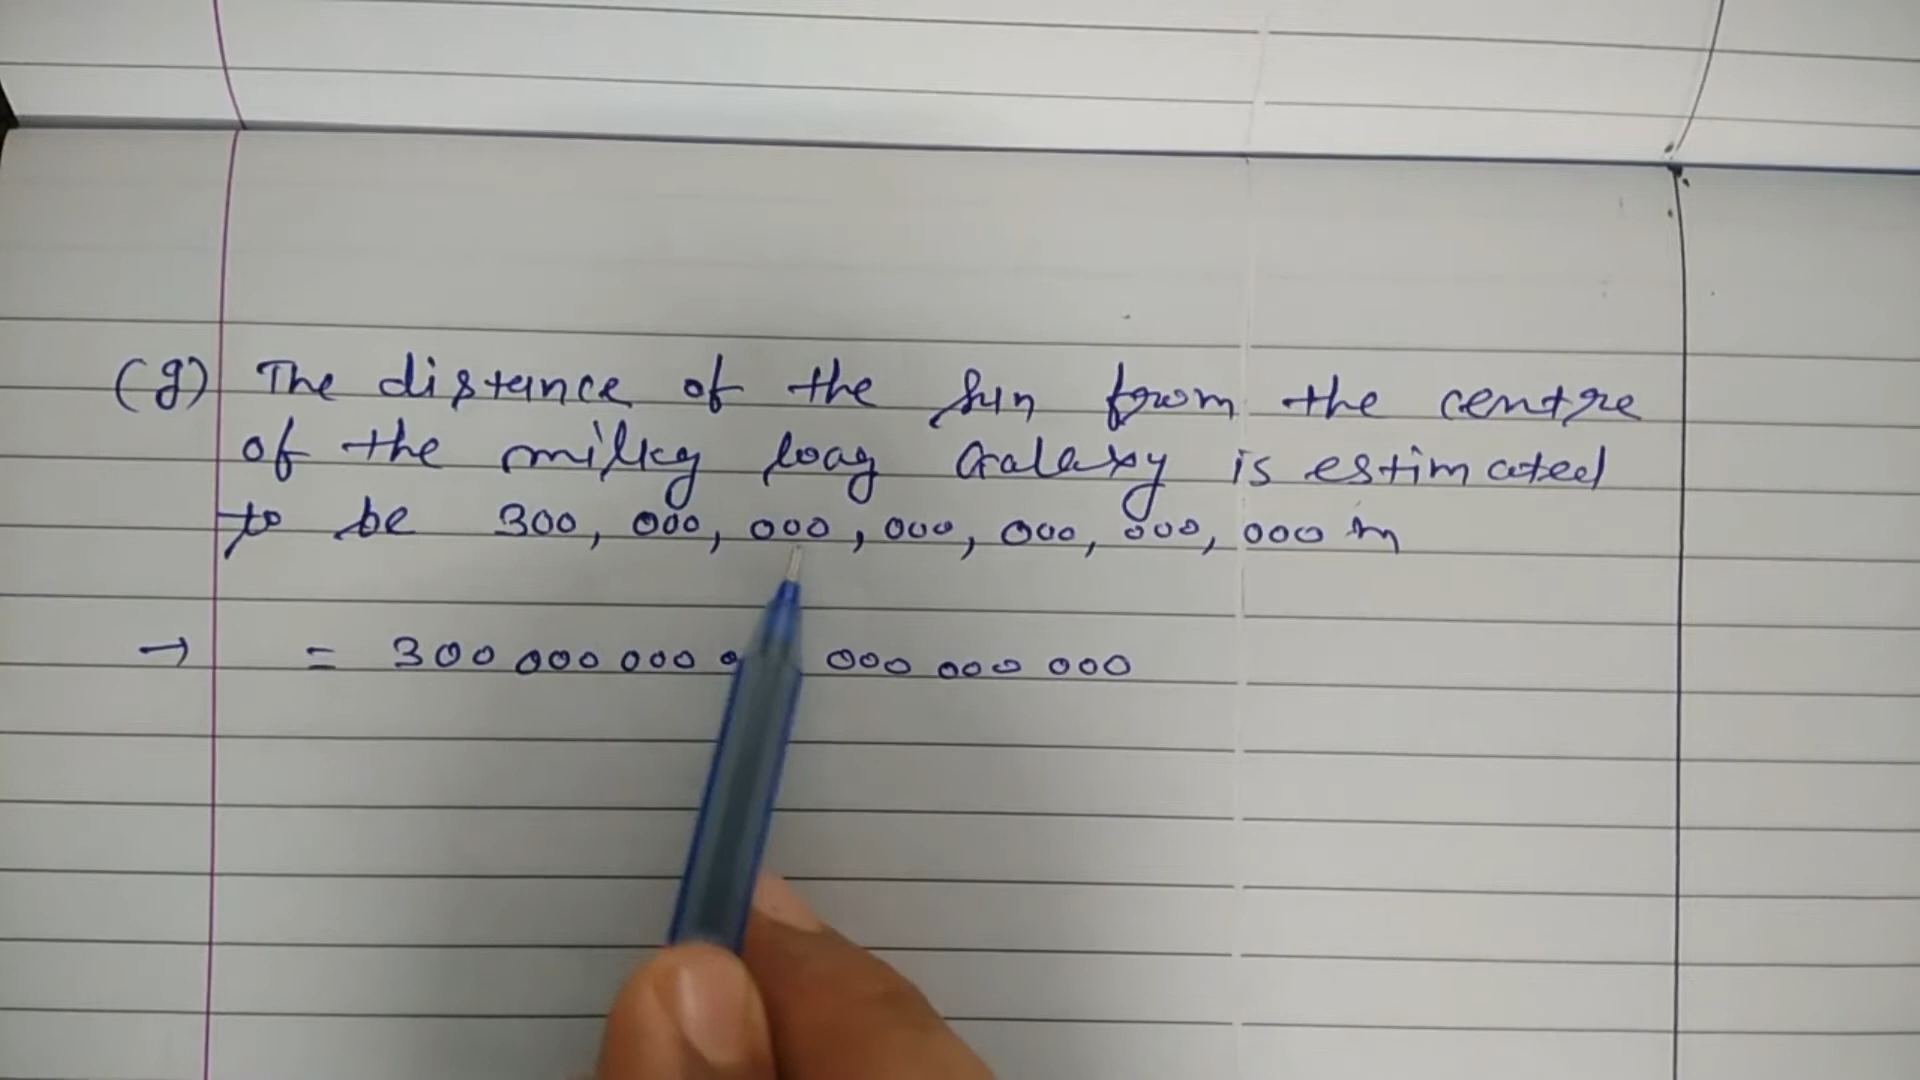 (g) The distance of the Sun from the centre
of the milky way Galaxy is estimated
to be 300, 000, 000, 000, 000, 000, 000 m
→ = 300 000 000 0 000 000 000